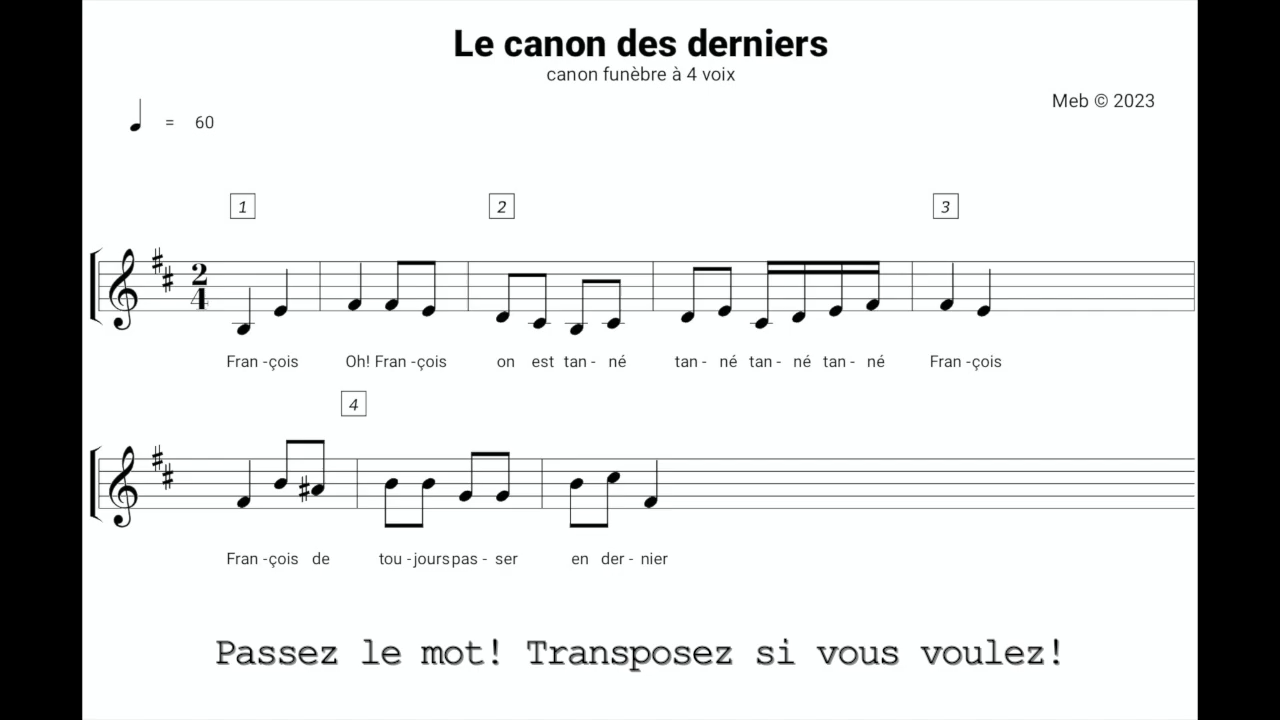 Le canon des derniers
canon funèbre à 4 voix
Meb © 2023
= 60
1 2 3
2
4
Fran -çois Oh! Fran -çois on est tan - né tan - né tan - né tan - né Fran -çois
4
Fran -çois de tou -jours pas - ser en der - nier
Passez le mot! Transposez si vous voulez!